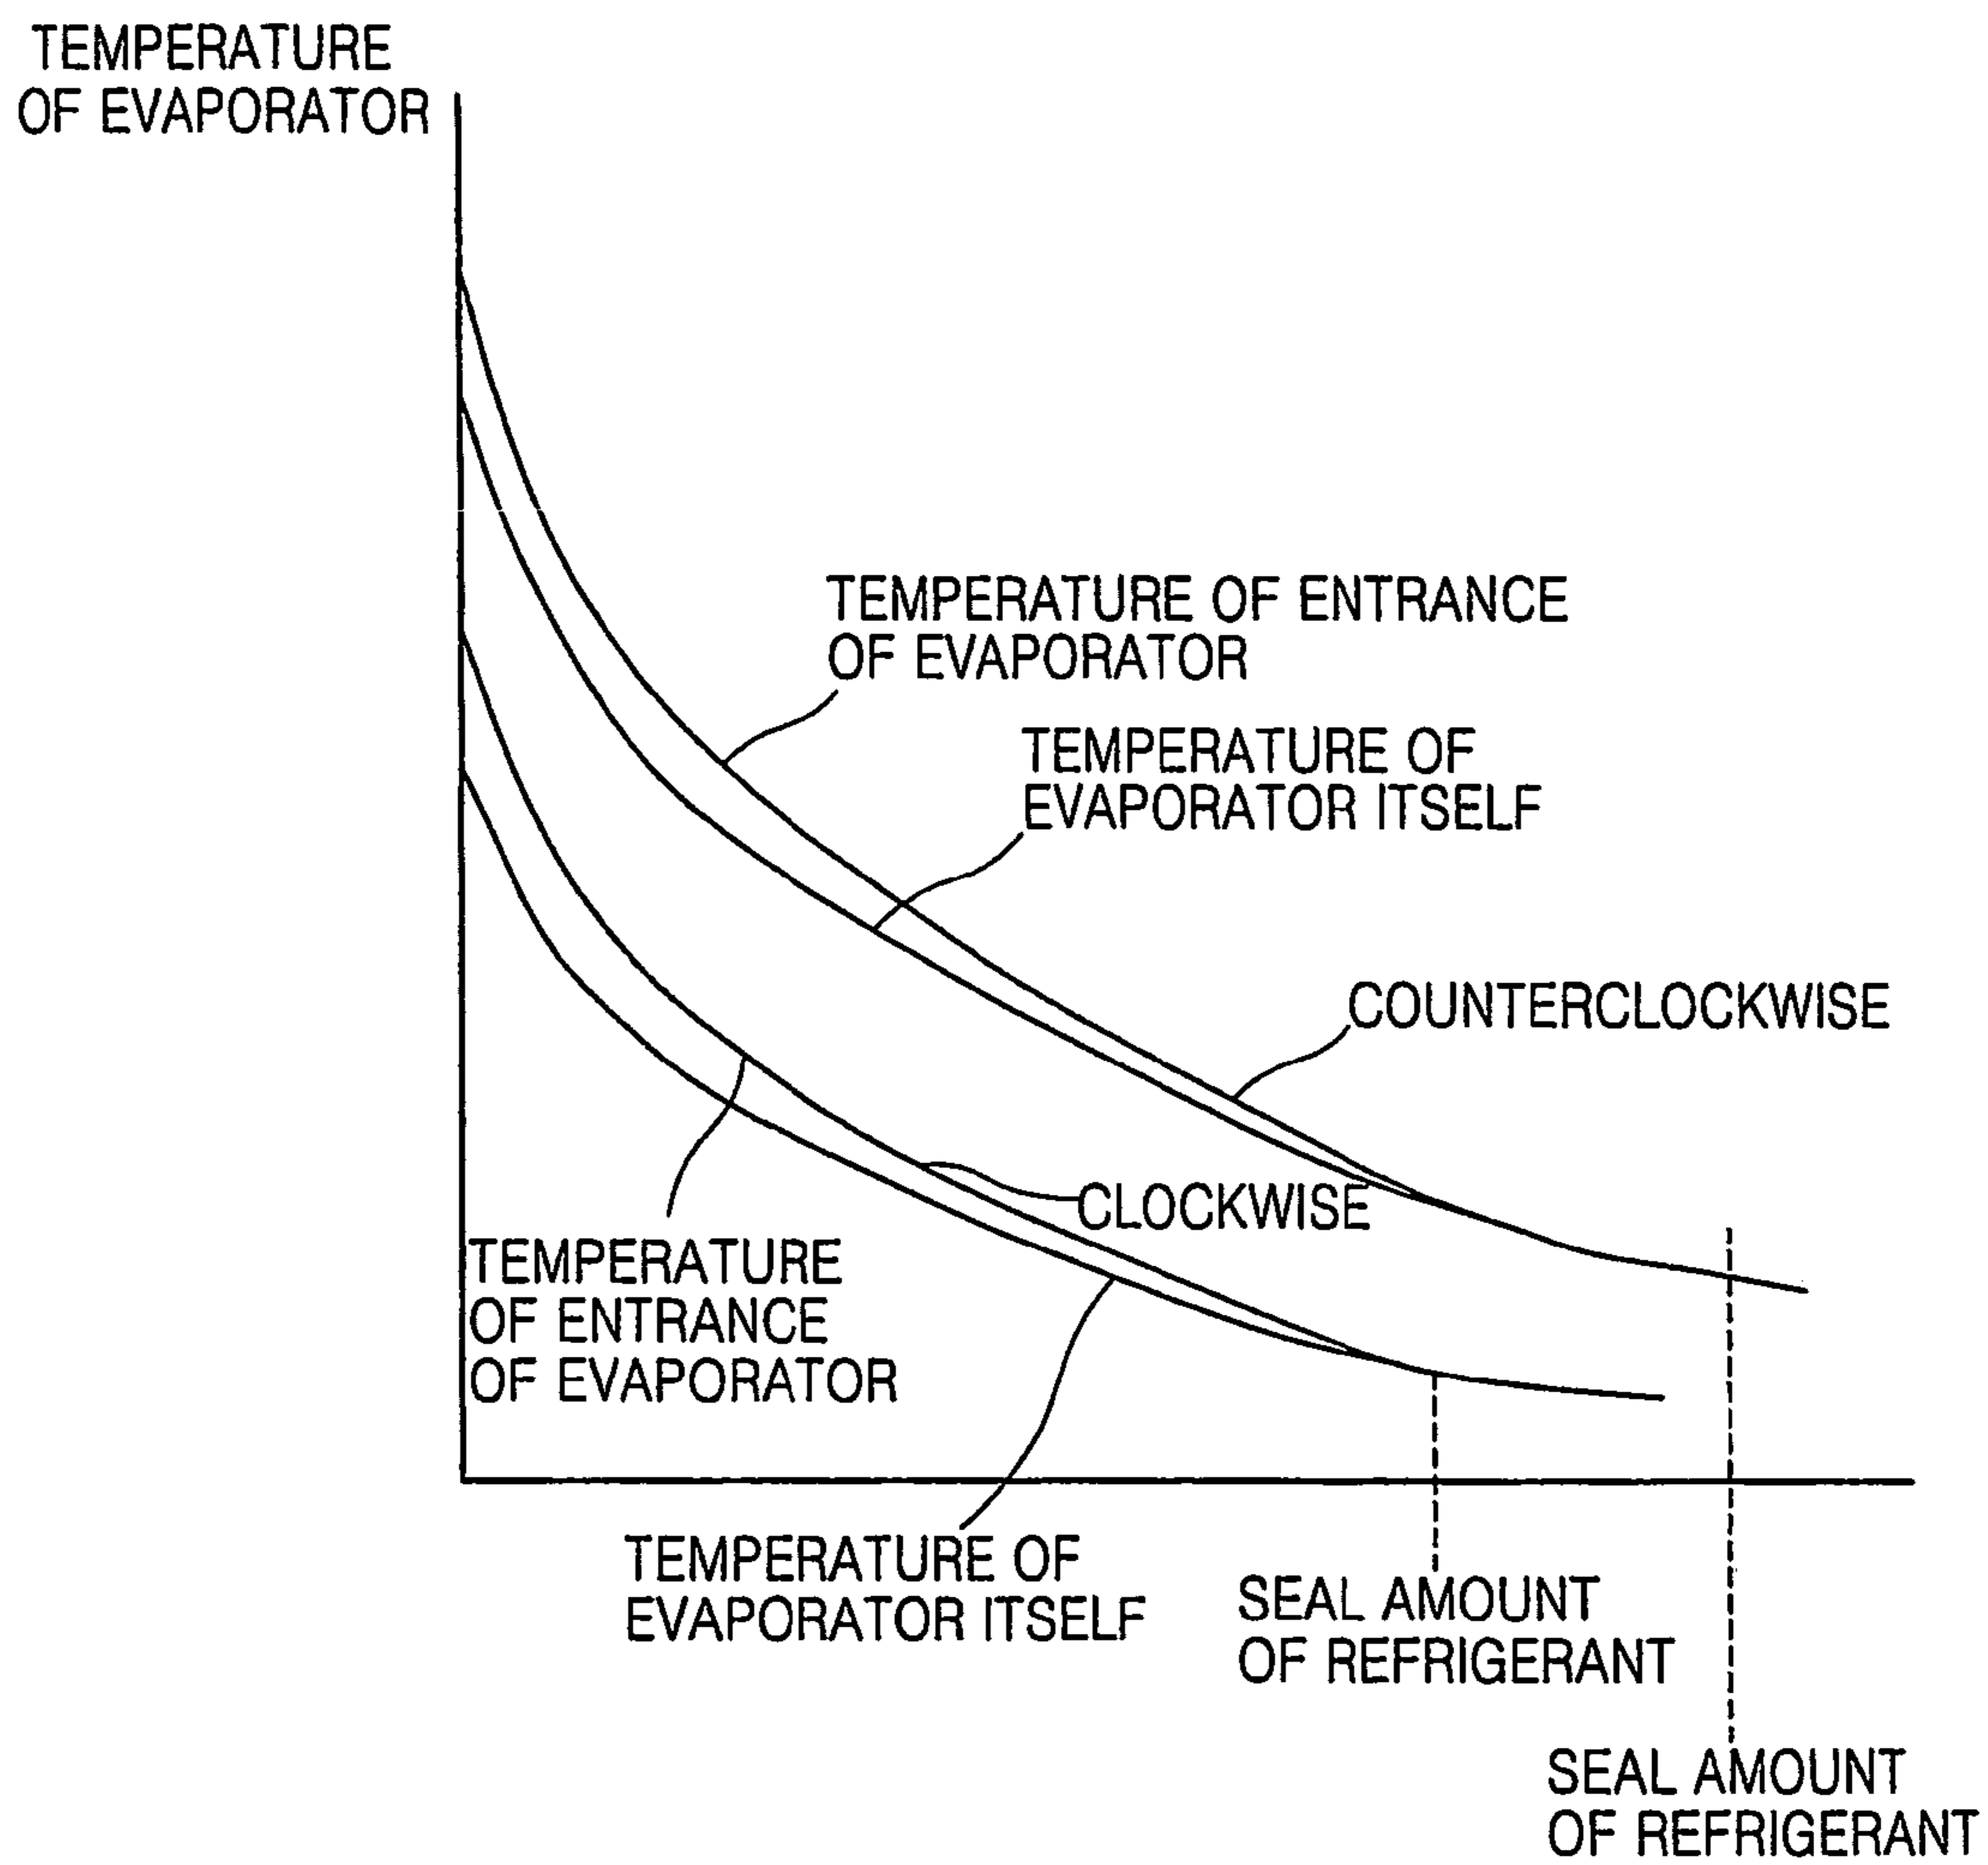 TEMPERATURE
OF EVAPORATOR
TEMPERATURE OF ENTRANCE
OF EVAPORATOR
TEMPERATURE OF
EVAPORATOR ITSELF
COUNTERCLOCKWISE
CLOCKWISE
TEMPERATURE
OF ENTRANCE
OF EVAPORATOR
TEMPERATURE OF
EVAPORATOR ITSELF
SEAL AMOUNT
OF REFRIGERANT
SEAL AMOUNT
OF REFRIGERANT